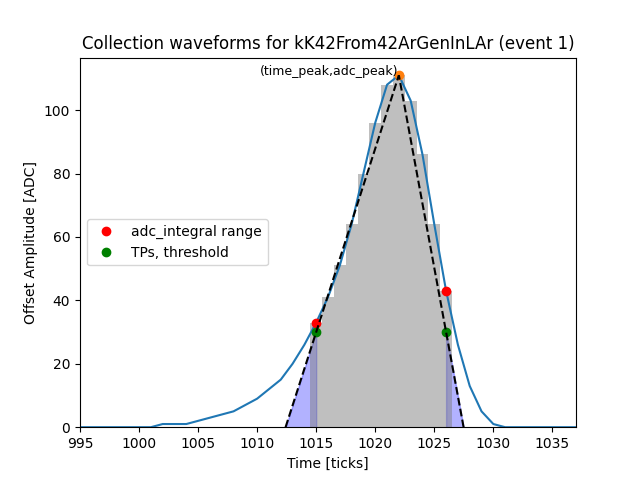 Collection waveforms for kK42From42ArGenInLAr (event 1)
(time_peak,adc_peak)
100
80
60
40
20
0
Offset Amplitude [ADC]
adc_integral range
TPs, threshold
995 1000 1005 1010 1015 1020 1025 1030 1035
Time [ticks]